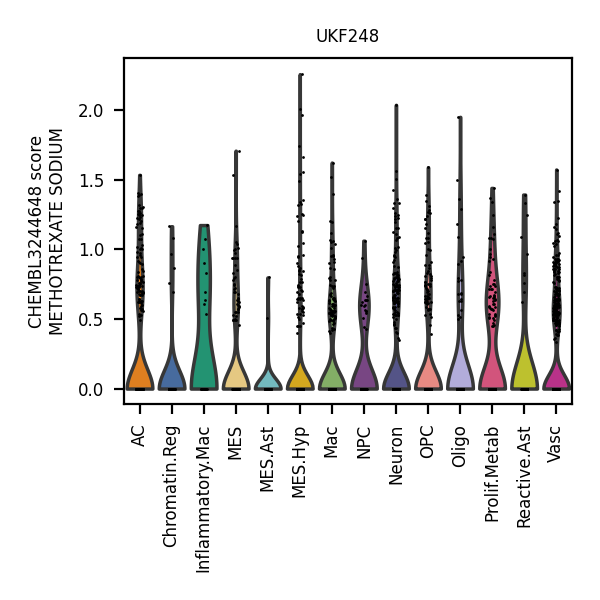 UKF248
CHEMBL3244648 score
METHOTREXATE SODIUM
2.0
1.5
1.0
0.5
0.0
AC
Chromatin.Reg
Inflammatory.Mac
MES
MES.Ast
MES.Hyp
Mac
NPC
Neuron
OPC
Oligo
Prolif.Metab
Reactive.Ast
Vasc